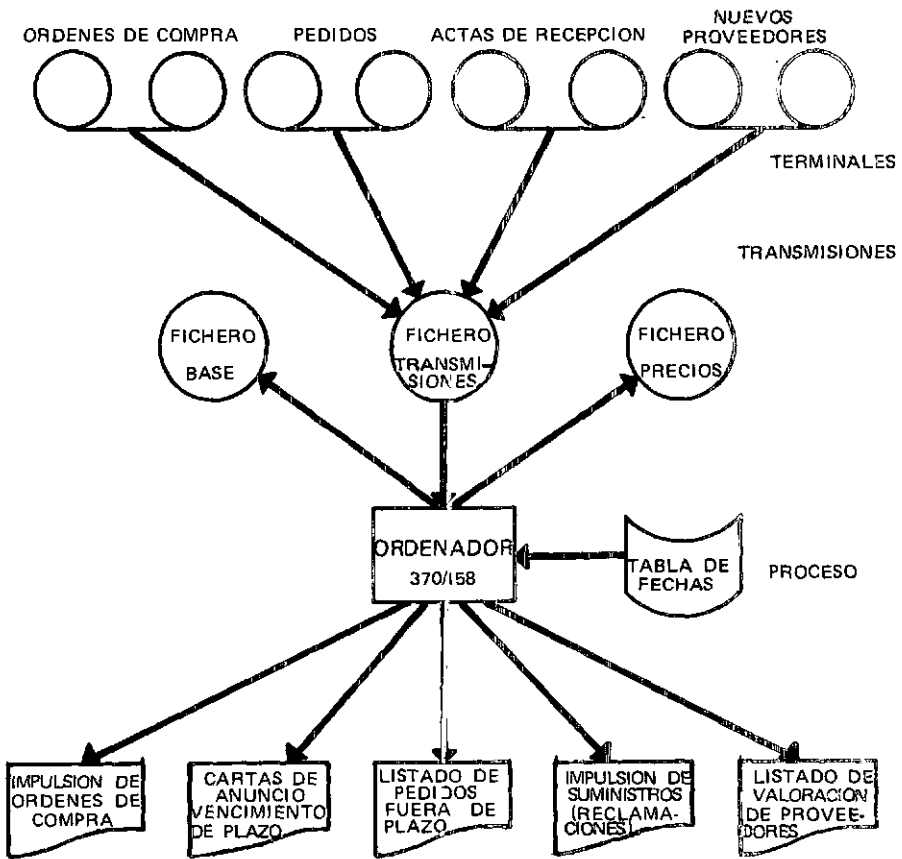 ORDENES DE COMPRA
PEDIDOS
ACTAS DE RECEPCION
NUEVOS
PROVEEDORES
TERMINALES
TRANSMISIONES
FICHERO
BASE
FICHERO
TRANSMI-
SIONES
FICHERO
PRECIOS
ORDENADOR
370/158
TABLA DE
FECHAS
PROCESO
IMPULSION DE
ORDENES DE
COMPRA
CARTAS DE
ANUNCIO
VENCIMIENTO
DE PLAZO
LISTADO DE
PEDIDOS
FUERA DE
PLAZO
IMPULSION DE
SUMINISTROS
(RECLAMA-
CIONES)
LISTADO DE
VALORACION
DE PROVEE-
DORES